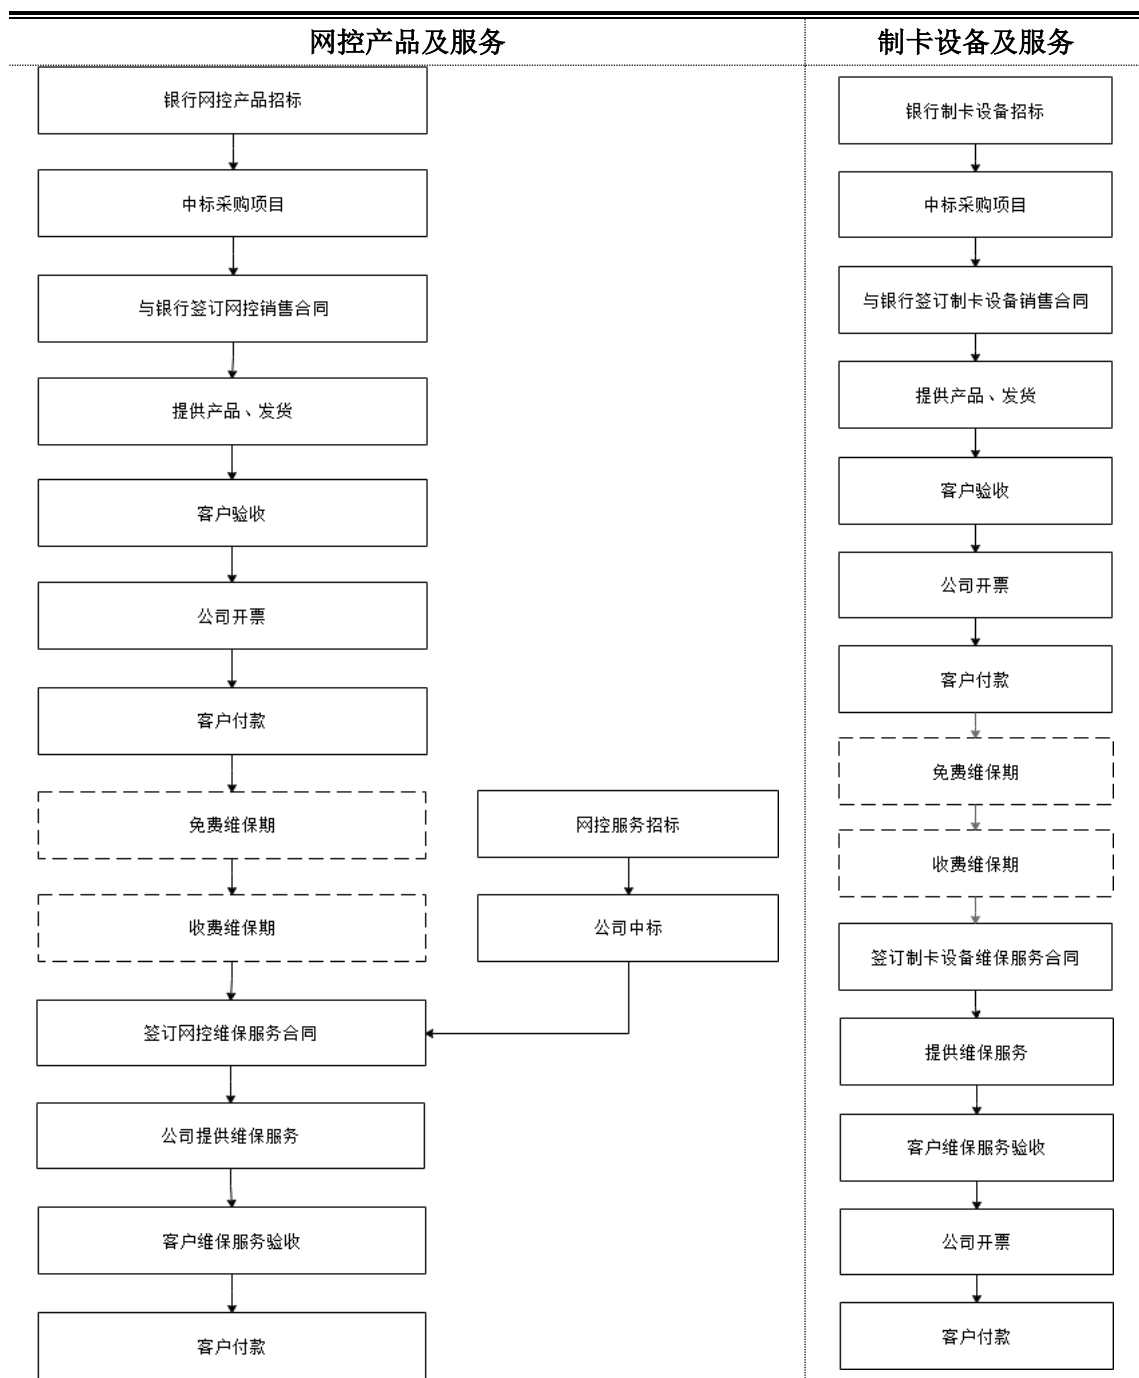 网控产品及服务
银行网控产品招标
中标采购项目
与银行签订网控销售合同
提供产品、发货
客户验收
公司开票
客户付款
免费维保期
收费维保期
网控服务招标
公司中标
签订网控维保服务合同
公司提供维保服务
客户维保服务验收
客户付款
制卡设备及服务
银行制卡设备招标
中标采购项目
与银行签订制卡设备销售合同
提供产品、发货
客户验收
公司开票
客户付款
免费维保期
收费维保期
签订制卡设备维保服务合同
提供维保服务
客户维保服务验收
公司开票
客户付款